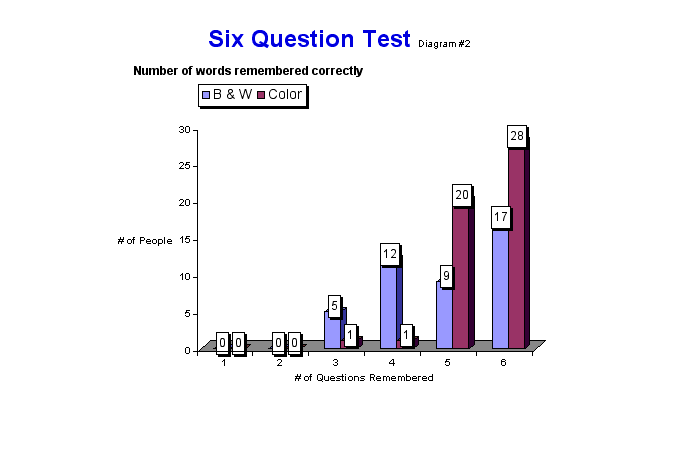 Six Question Test Diagram #2
Number of words remembered correctly
B & W Color
30
28
25
20
20
17
15
# of People
12
10
9
5
5
1
1
0
0 0 0 0
1 2 3 4 5 6
# of Questions Remembered